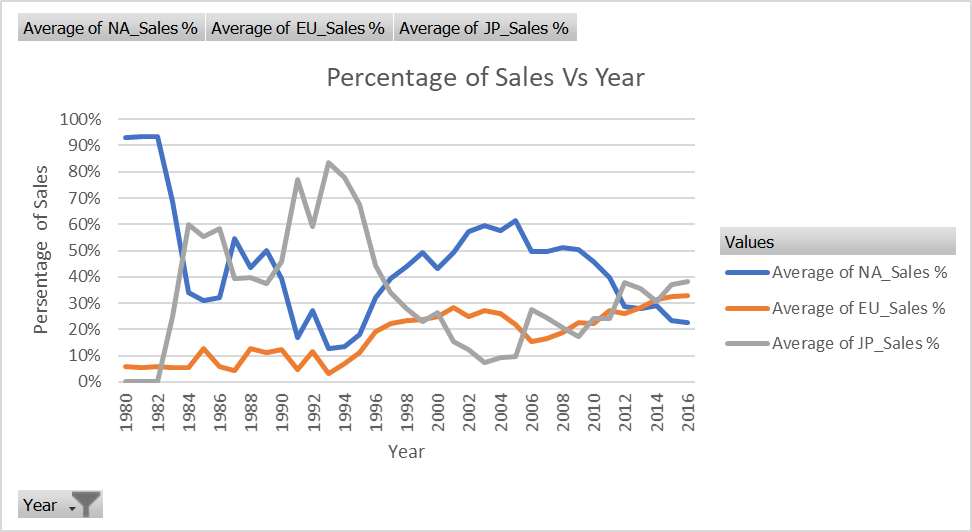 Average of NA_Sales % Average of EU_Sales % Average of JP_Sales %
Percentage of Sales Vs Year
100%
90%
80%
70%
60%
50%
40%
30%
20%
10%
0%
Persentage of Sales
1980 1982 1984 1986 1988 1990 1992 1994 1996 1998 2000 2002 2004 2006 2008 2010 2012 2014 2016
Year
Values
Average of NA_Sales %
Average of EU_Sales %
Average of JP_Sales %
Year